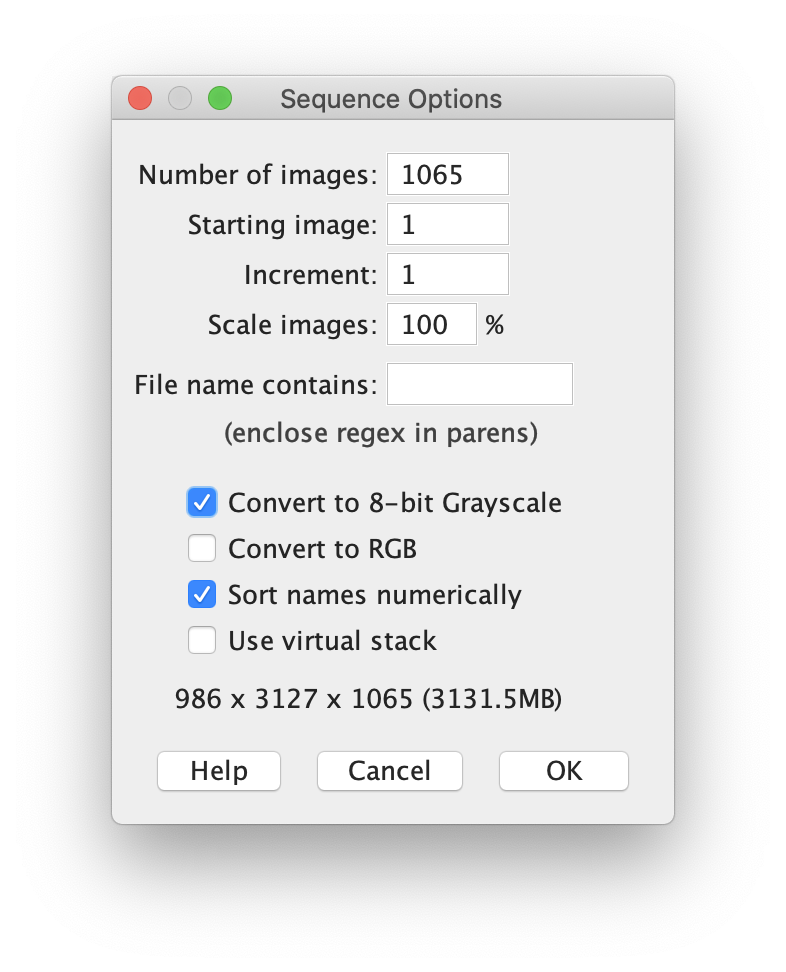 Sequence Options
Number of images: 1065
Starting image: 1
Increment: 1
Scale images: 100 %
File name contains:
(enclose regex in parens)
Convert to 8-bit Grayscale
Convert to RGB
Sort names numerically
Use virtual stack
986 x 3127 x 1065 (3131.5MB)
Help Cancel OK